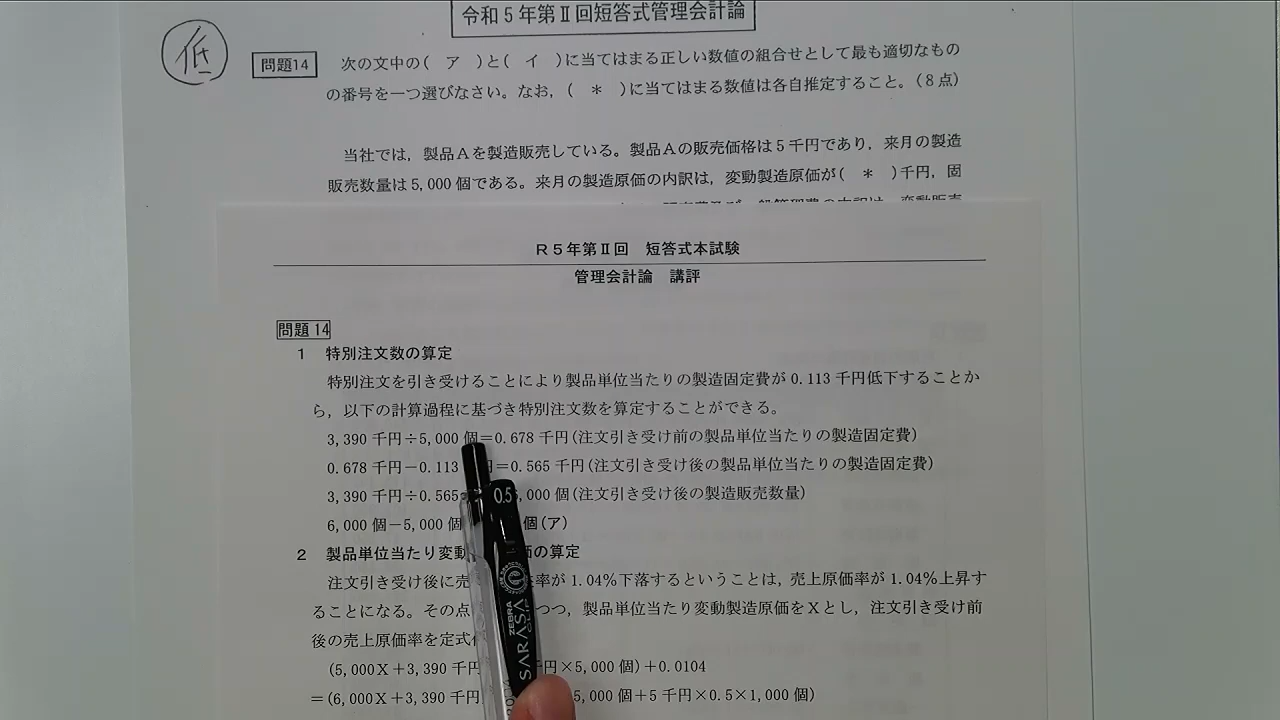 令和5年第Ⅱ回短答式管理会計論
低
問題14 次の文中の( ア )と( イ )に当てはまる正しい数値の組合せとして最も適切なもの
の番号を一つ選びなさい。なお，( ＊ )に当てはまる数値は各自推定すること。（8点）
当社では，製品Aを製造販売している。製品Aの販売価格は5千円であり，来月の製造
販売数量は5,000個である。来月の製造原価の内訳は，変動製造原価が( ＊ )千円，固
R5年第Ⅱ回 短答式本試験
管理会計論 講評
問題14
1 特別注文数の算定
特別注文を引き受けることにより製品単位当たりの製造固定費が0.113千円低下することか
ら，以下の計算過程に基づき特別注文数を算定することができる。
3,390千円÷5,000個＝0.678千円(注文引き受け前の製品単位当たりの製造固定費)
0.678千円－0.113 ＝0.565千円(注文引き受け後の製品単位当たりの製造固定費)
3,390千円÷0.565 ,000個(注文引き受け後の製造販売数量)
6,000個－5,000個 個(ア)
2 製品単位当たり変動 の算定
注文引き受け後に売 率が1.04%下落するということは，売上原価率が1.04%上昇す
ることになる。その点 つつ，製品単位当たり変動製造原価をXとし，注文引き受け前
後の売上原価率を定式
(5,000X＋3,390千円 千円×5,000個)＋0.0104
＝(6,000X＋3,390千円 5,000個＋5千円×0.5×1,000個)
0.5
ZEBRA
SARASA
CLIP